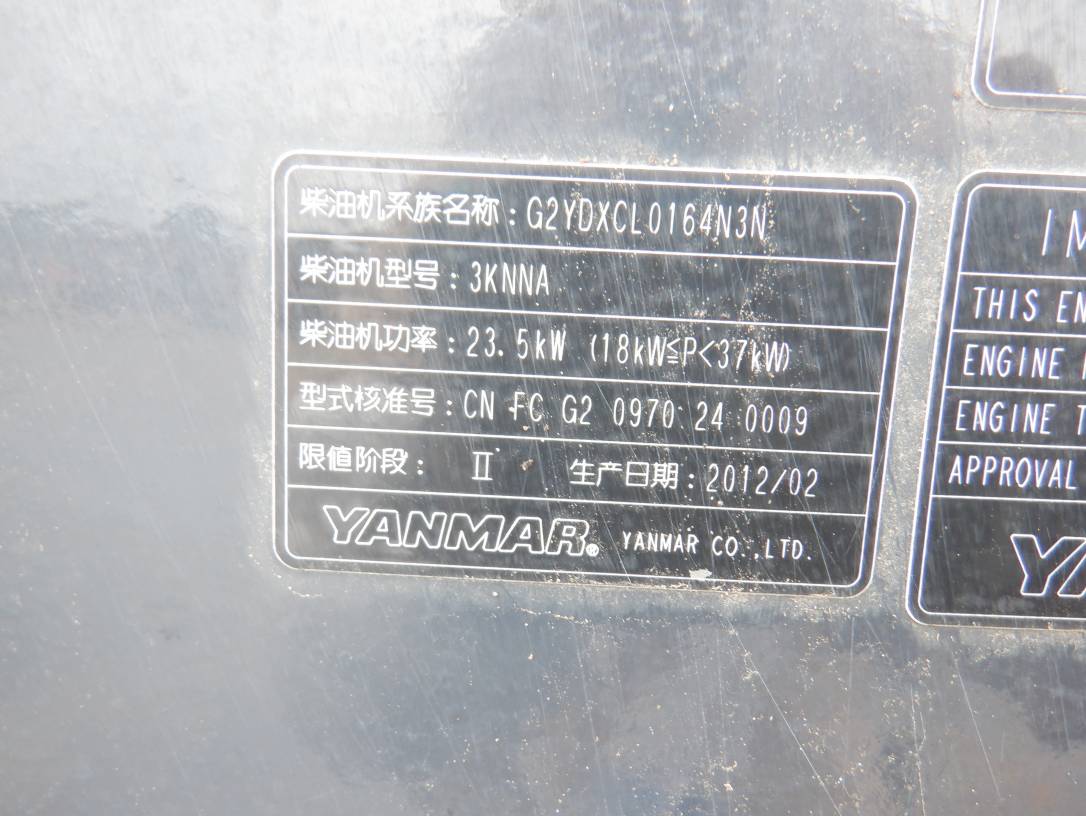 柴油机系族名称：G2YDXCL0164N3N
柴油机型号：3KNNA
柴油机功率：23.5kW (18kW≦P<37kW)
型式核准号：CN FC G2 0970 24 0009
限值阶段： Ⅱ 生产日期：2012/02
YANMAR® YANMAR CO.,LTD.
THIS
ENGINE
ENGINE
APPROVAL